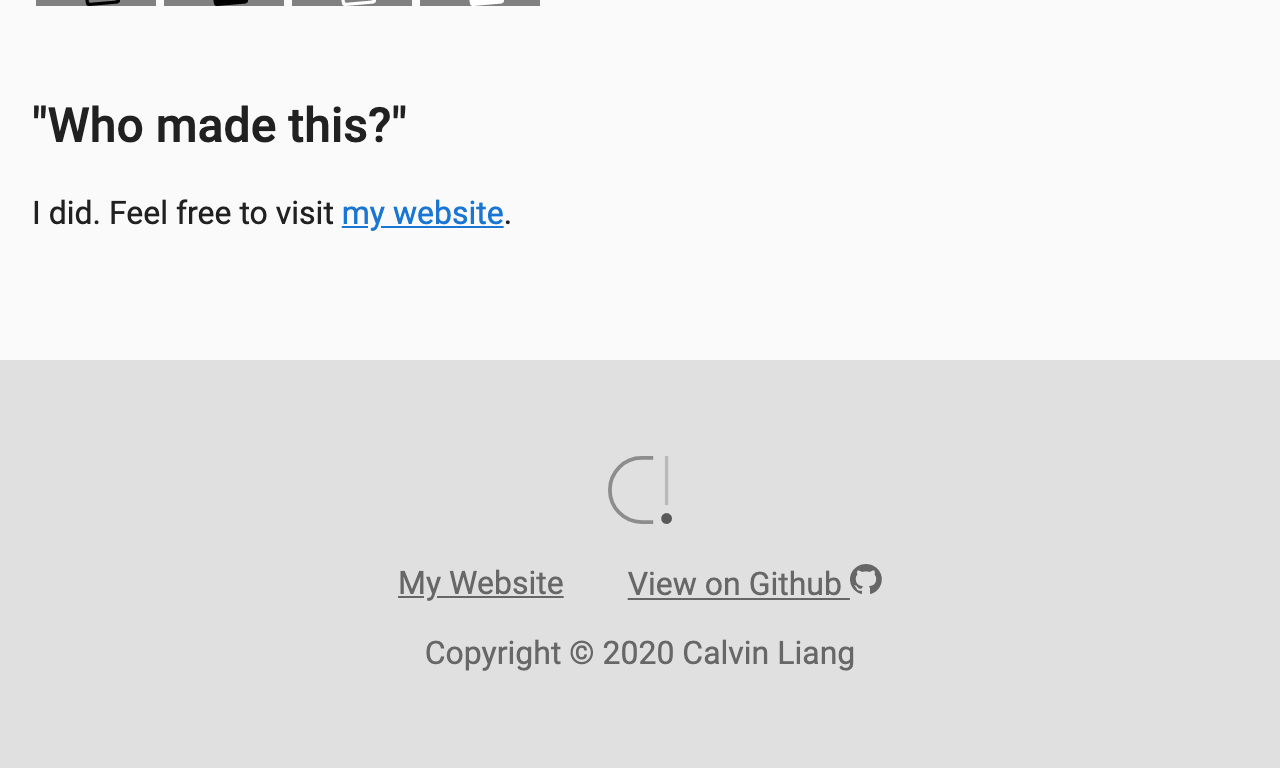 "Who made this?"
I did. Feel free to visit my website.
My Website
View on Github
Copyright © 2020 Calvin Liang